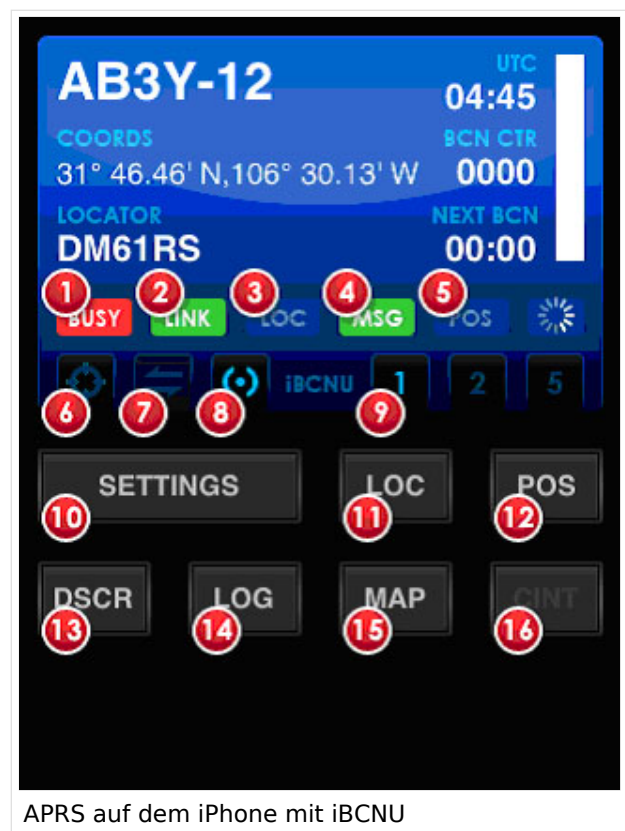 AB3Y-12
UTC
04:45
COORDS
BCN CTR
31° 46.46' N,106° 30.13' W
0000
LOCATOR
NEXT BCN
DM61RS
00:00
1 2 3 4 5
BUSY LINK LOC MSG POS
iBCNU 1 2 5
6 7 8 9
SETTINGS LOC POS
10 11 12
DSCR LOG MAP CINT
13 14 15 16
APRS auf dem iPhone mit iBCNU